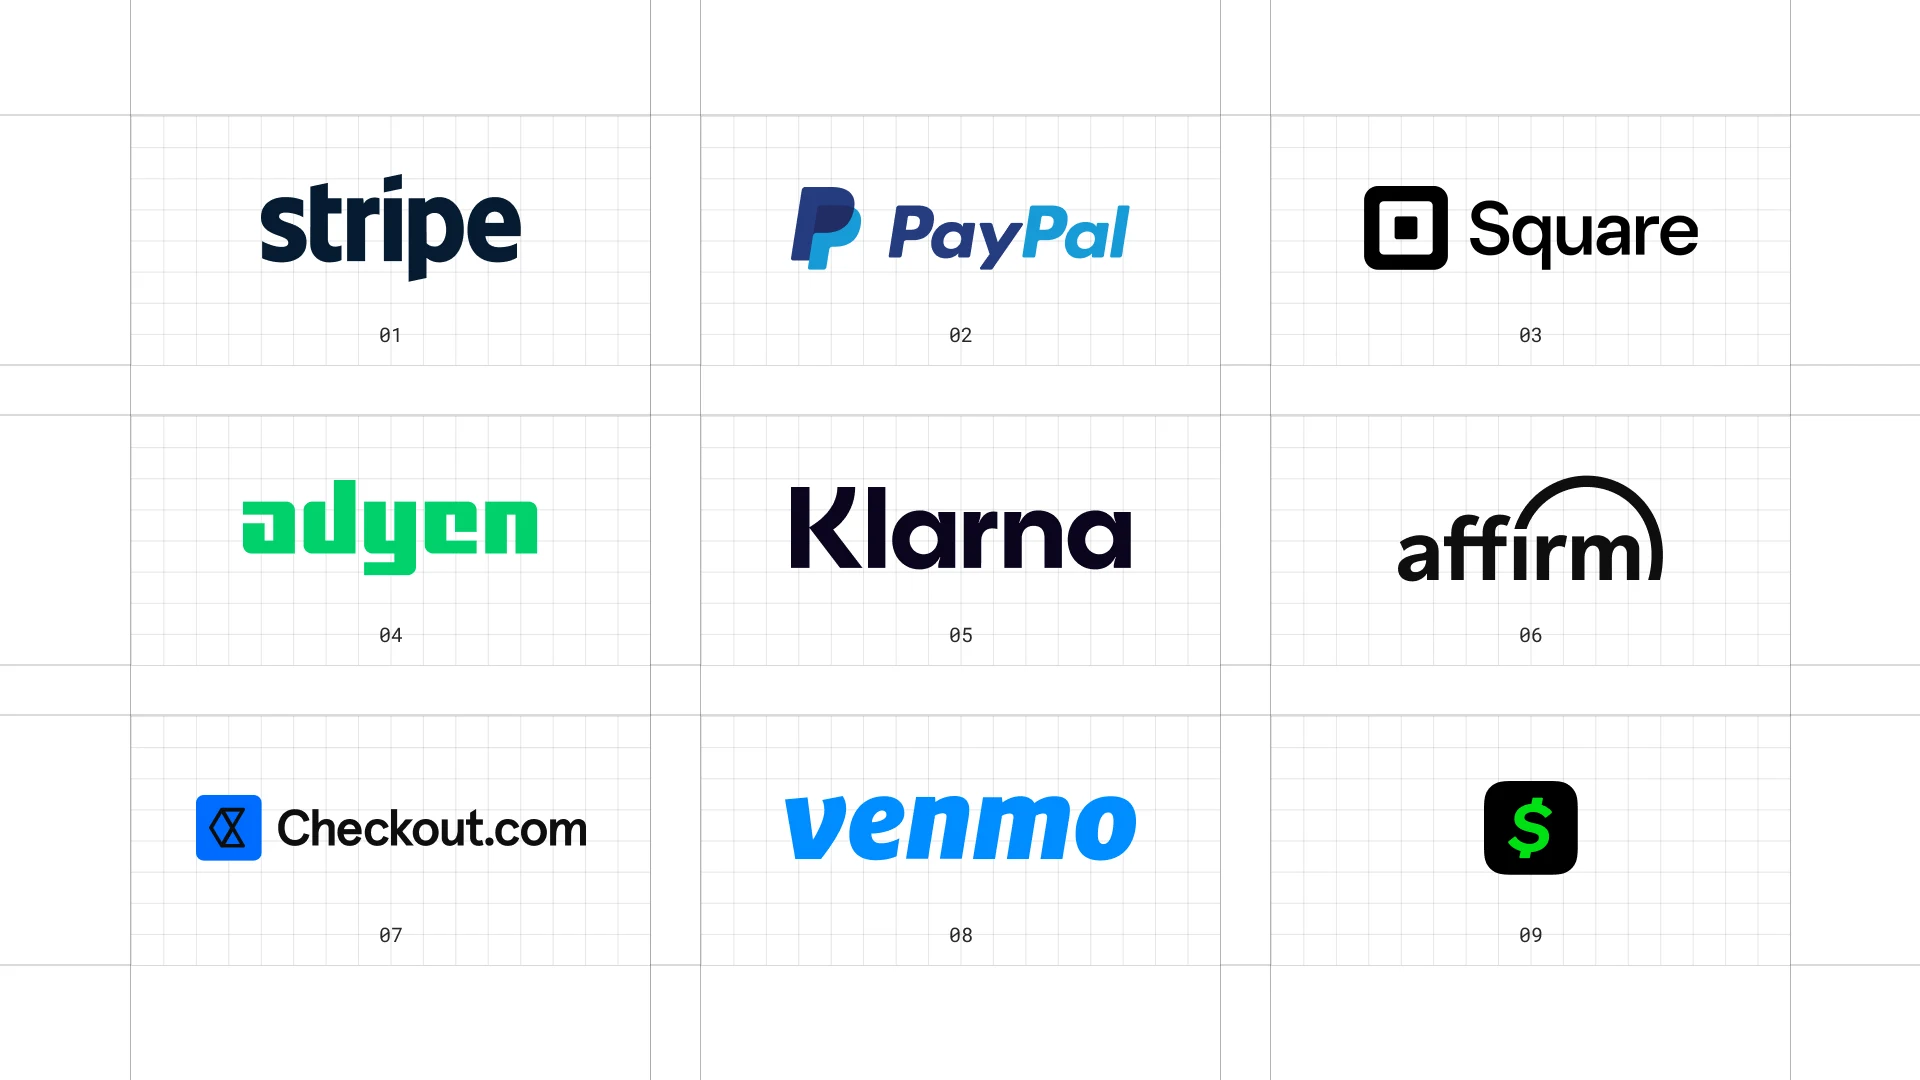 stripe
01
PayPal
02
Square
03
adyen
04
Klarna
05
affirm
06
Checkout.com
07
venmo
08
$
09